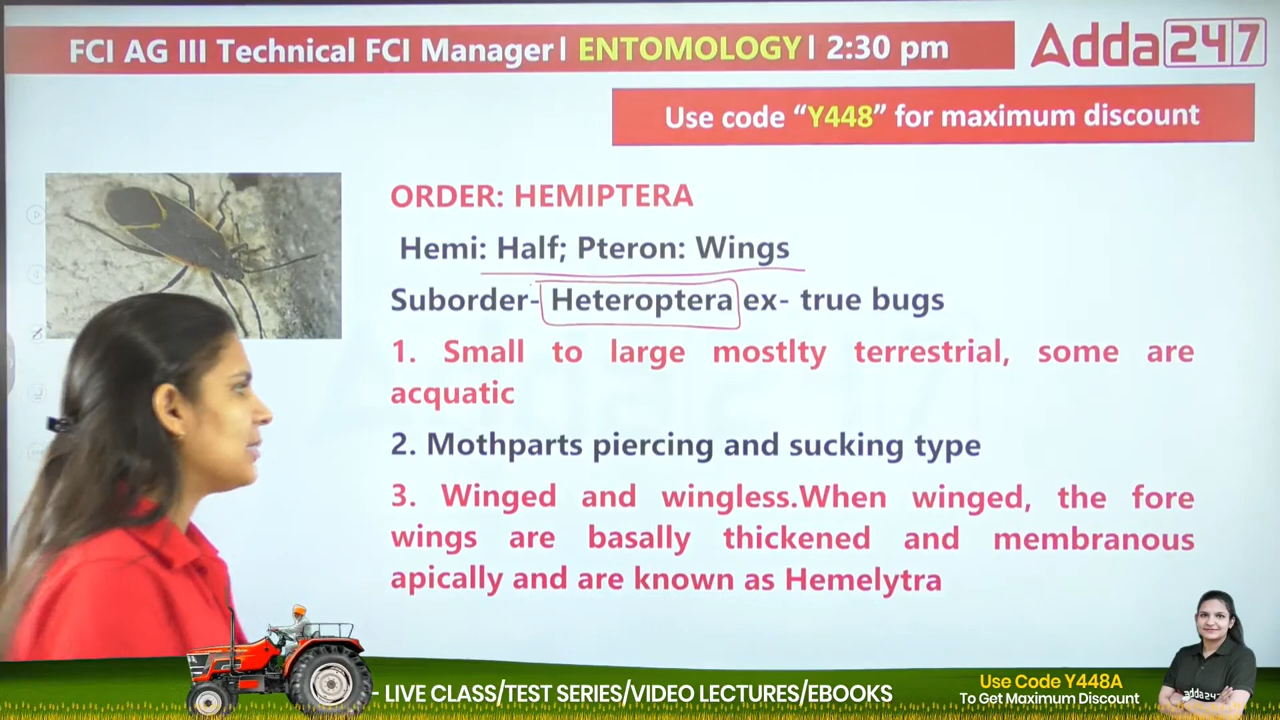 FCI AG III Technical FCI Manager| ENTOMOLOGY| 2:30 pm
Adda247
Use code “Y448” for maximum discount
ORDER: HEMIPTERA
Hemi: Half; Pteron: Wings
Suborder- Heteroptera ex- true bugs
1. Small to large mostlty terrestrial, some are
acquatic
2. Mothparts piercing and sucking type
3. Winged and wingless.When winged, the fore
wings are basally thickened and membranous
apically and are known as Hemelytra
- LIVE CLASS/TEST SERIES/VIDEO LECTURES/EBOOKS
Use Code Y448A
To Get Maximum Discount
adda247